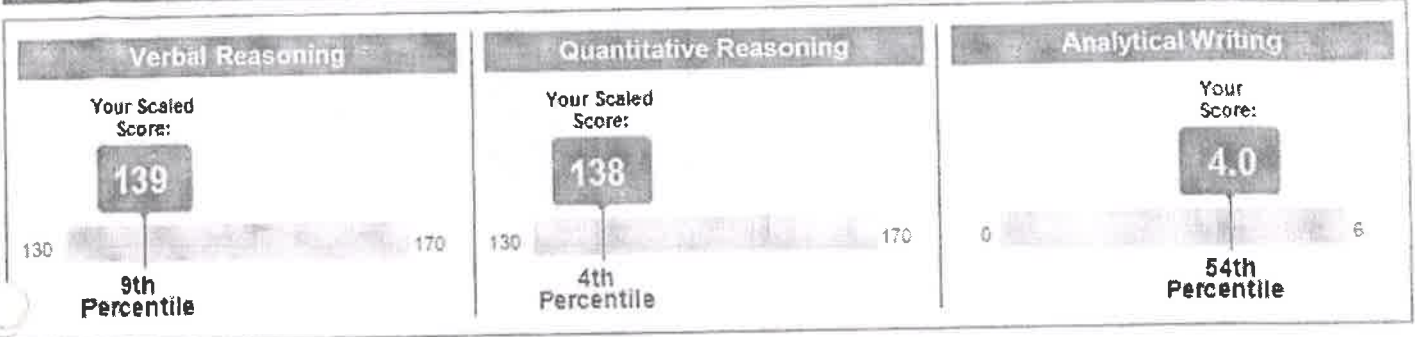 Verbal Reasoning
Your Scaled
Score:
139
130
170
9th
Percentile
Quantitative Reasoning
Your Scaled
Score:
138
130
170
4th
Percentile
Analytical Writing
Your
Score:
4.0
0
6
54th
Percentile